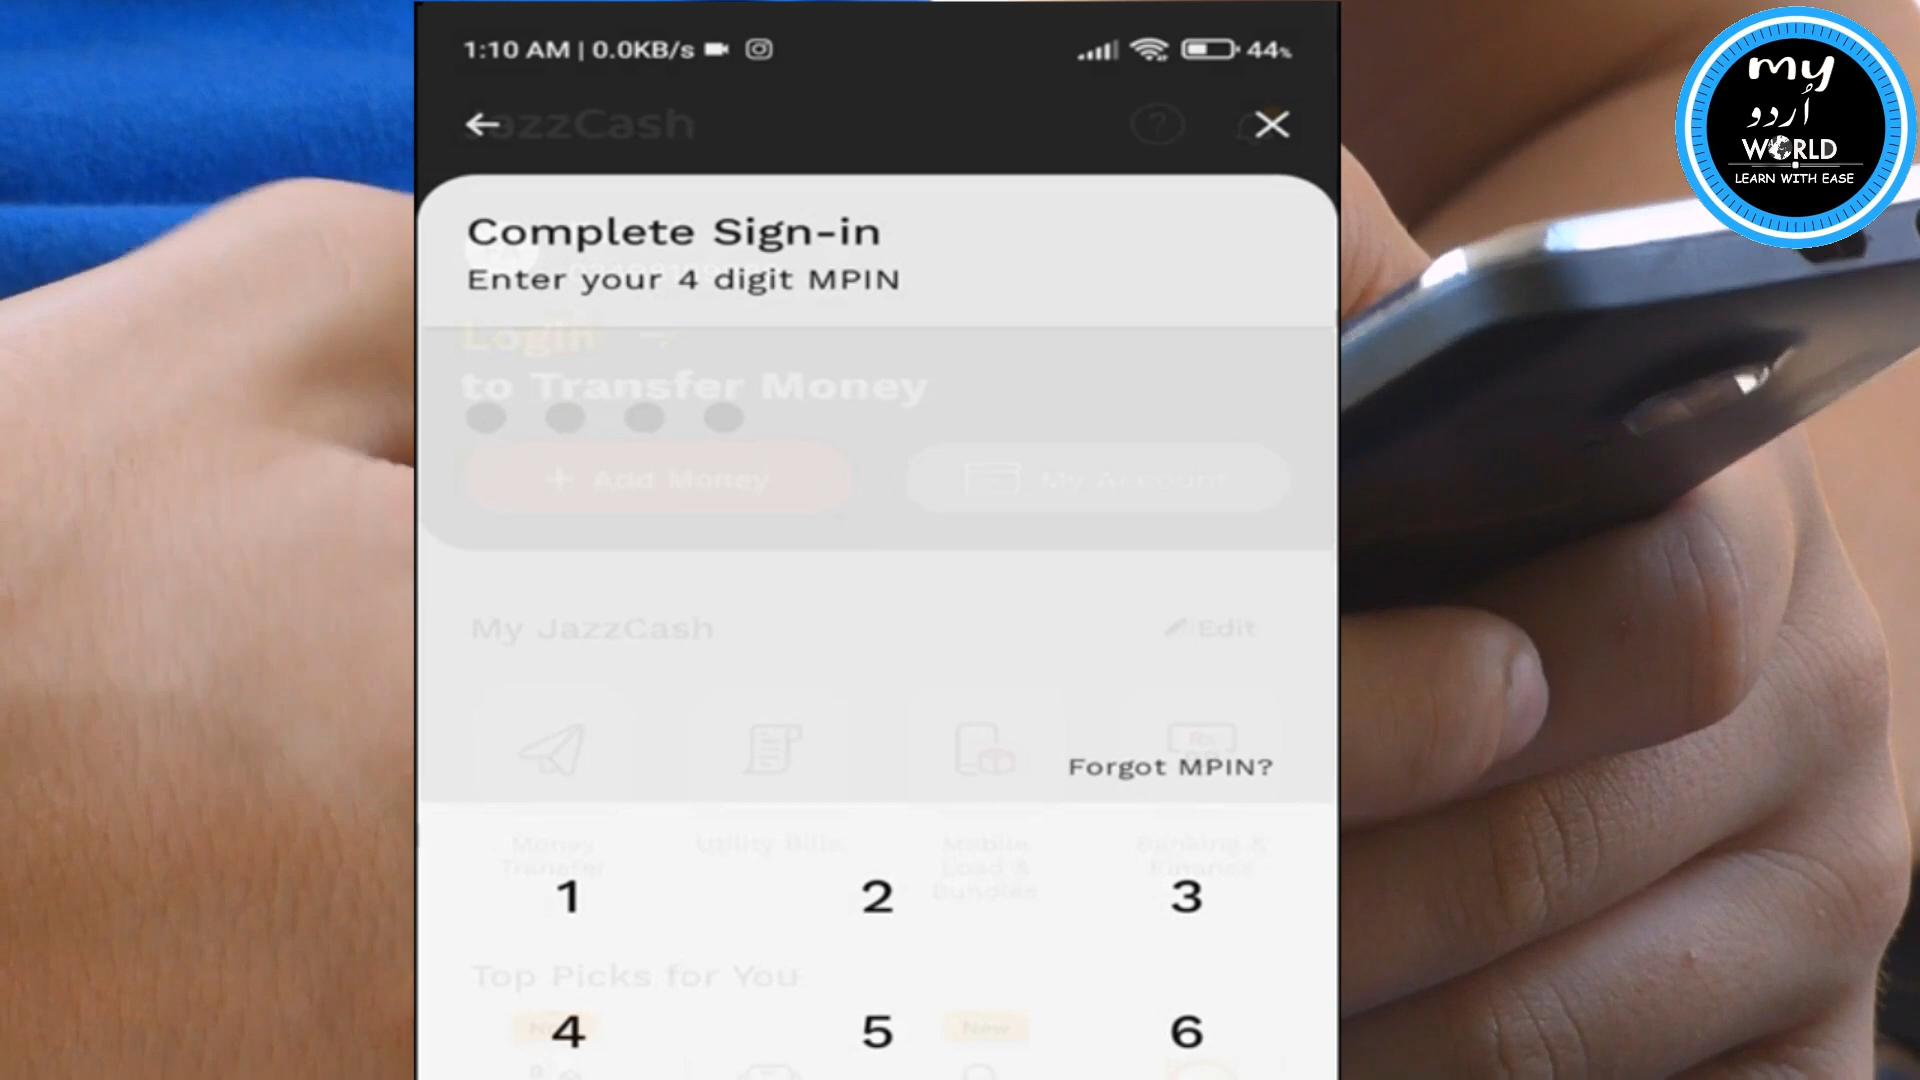 1:10 AM | 0.0KB/s
44%
JazzCash
Complete Sign-in
Enter your 4 digit MPIN
Login
to Transfer Money
+ Add Money
My Account
My JazzCash
Edit
Forgot MPIN?
Money Transfer
Utility Bills
Mobile Load & Bundles
Banking & Finance
1 2 3
Top Picks for You
New
4 5 6
my
اُردو
WORLD
LEARN WITH EASE